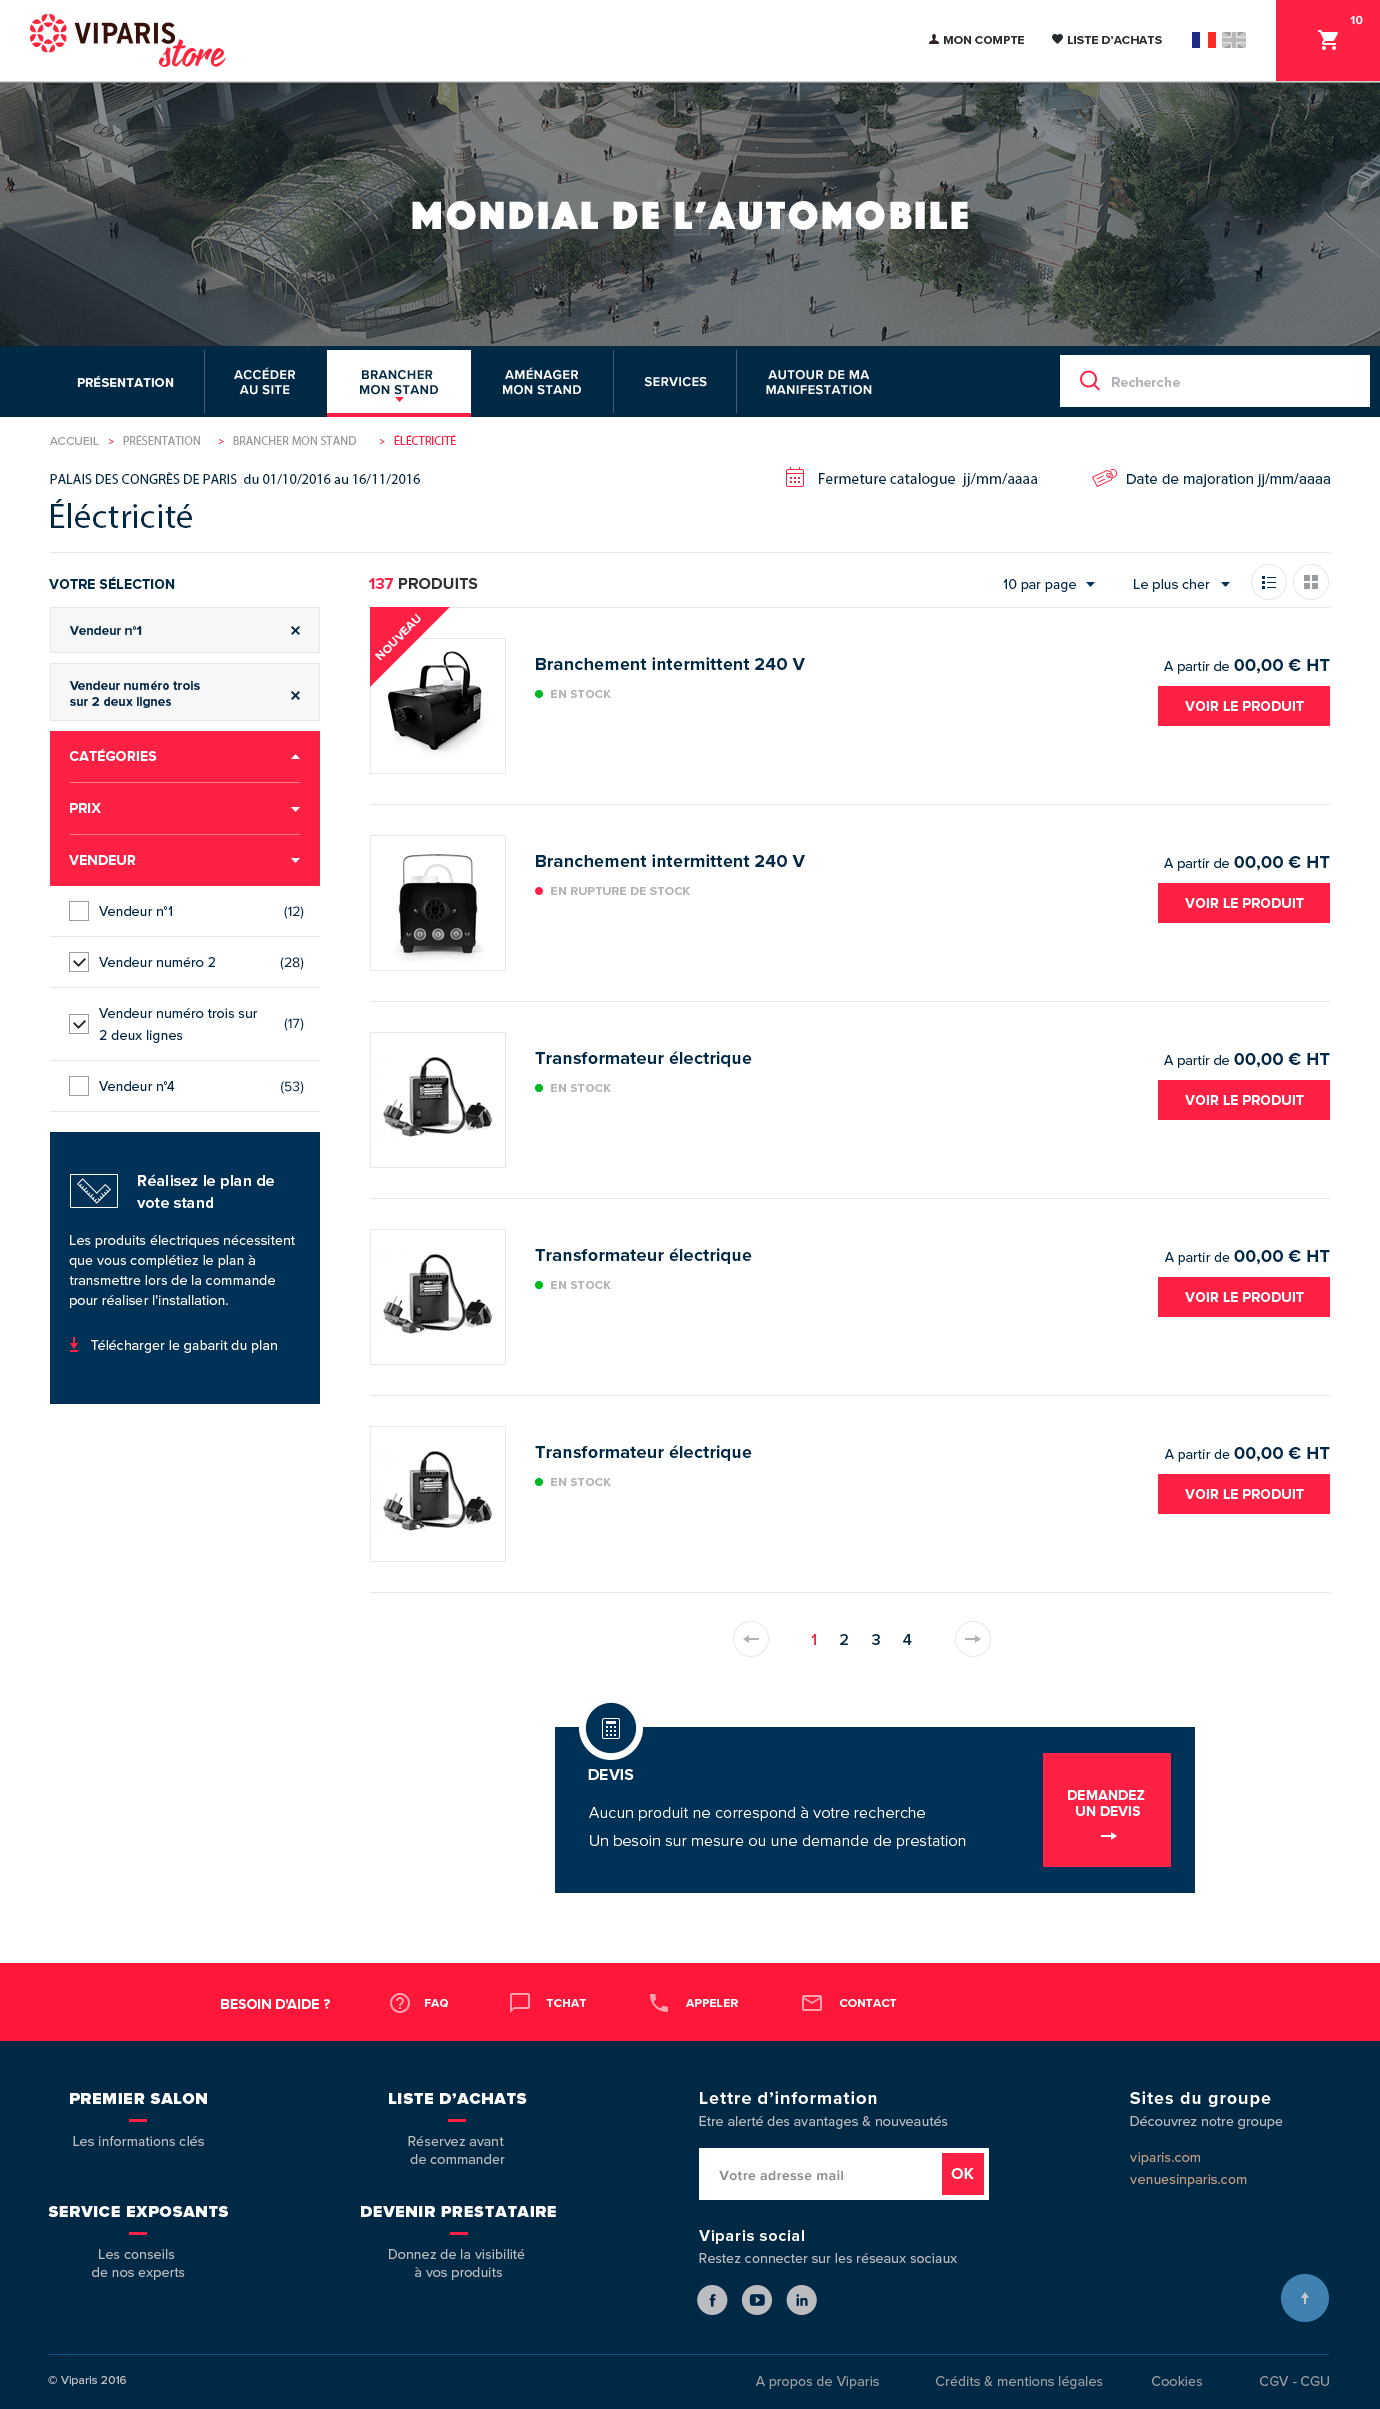 VIPARIS
store
MON COMPTE
LISTE D'ACHATS
10
MONDIAL DE L'AUTOMOBILE
PRÉSENTATION
ACCÉDER
AU SITE
BRANCHER
MON STAND
AMÉNAGER
MON STAND
SERVICES
AUTOUR DE MA
MANIFESTATION
Recherche
ACCUEIL > PRÉSENTATION > BRANCHER MON STAND > ÉLÉCTRICITÉ
PALAIS DES CONGRÈS DE PARIS du 01/10/2016 au 16/11/2016
Fermeture catalogue jj/mm/aaaa
Date de majoration jj/mm/aaaa
Éléctricité
VOTRE SÉLECTION
Vendeur n°1
Vendeur numéro trois
sur 2 deux lignes
CATÉGORIES
PRIX
VENDEUR
Vendeur n°1 (12)
Vendeur numéro 2 (28)
Vendeur numéro trois sur
2 deux lignes
(17)
Vendeur n°4 (53)
Réalisez le plan de
vote stand
Les produits électriques nécessitent
que vous complétiez le plan à
transmettre lors de la commande
pour réaliser l'installation.
Télécharger le gabarit du plan
137 PRODUITS
10 par page
Le plus cher
NOUVEAU
Branchement intermittent 240 V
EN STOCK
A partir de 00,00 € HT
VOIR LE PRODUIT
Branchement intermittent 240 V
EN RUPTURE DE STOCK
A partir de 00,00 € HT
VOIR LE PRODUIT
Transformateur électrique
EN STOCK
A partir de 00,00 € HT
VOIR LE PRODUIT
Transformateur électrique
EN STOCK
A partir de 00,00 € HT
VOIR LE PRODUIT
Transformateur électrique
EN STOCK
A partir de 00,00 € HT
VOIR LE PRODUIT
1 2 3 4
DEVIS
Aucun produit ne correspond à votre recherche
Un besoin sur mesure ou une demande de prestation
DEMANDEZ
UN DEVIS
BESOIN D'AIDE ?
FAQ
TCHAT
APPELER
CONTACT
PREMIER SALON
Les informations clés
LISTE D'ACHATS
Réservez avant
de commander
SERVICE EXPOSANTS
Les conseils
de nos experts
DEVENIR PRESTATAIRE
Donnez de la visibilité
à vos produits
Lettre d'information
Etre alerté des avantages & nouveautés
Votre adresse mail
OK
Viparis social
Restez connecter sur les réseaux sociaux
Sites du groupe
Découvrez notre groupe
viparis.com
venuesinparis.com
© Viparis 2016
A propos de Viparis
Crédits & mentions légales
Cookies
CGV - CGU